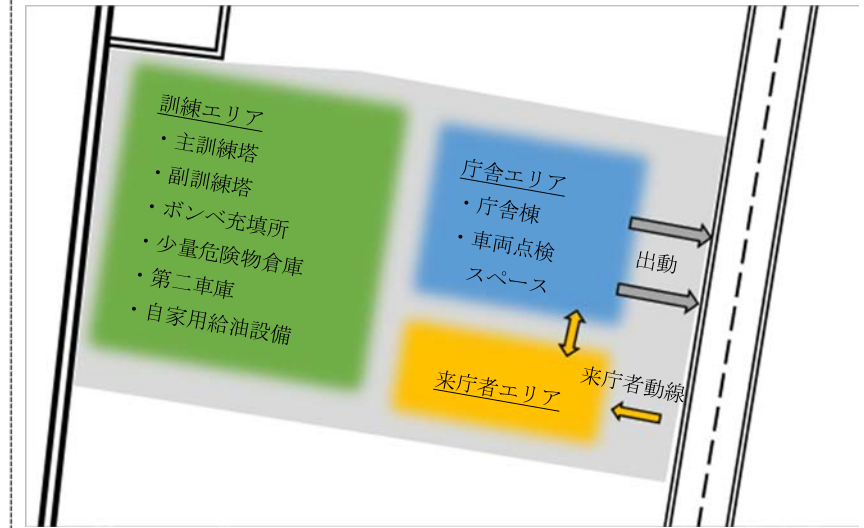 訓練エリア
・主訓練塔
・副訓練塔
・ボンベ充填所
・少量危険物倉庫
・第二車庫
・自家用給油設備
庁舎エリア
・庁舎棟
・車両点検
スペース
出動
来庁者エリア
来庁者動線